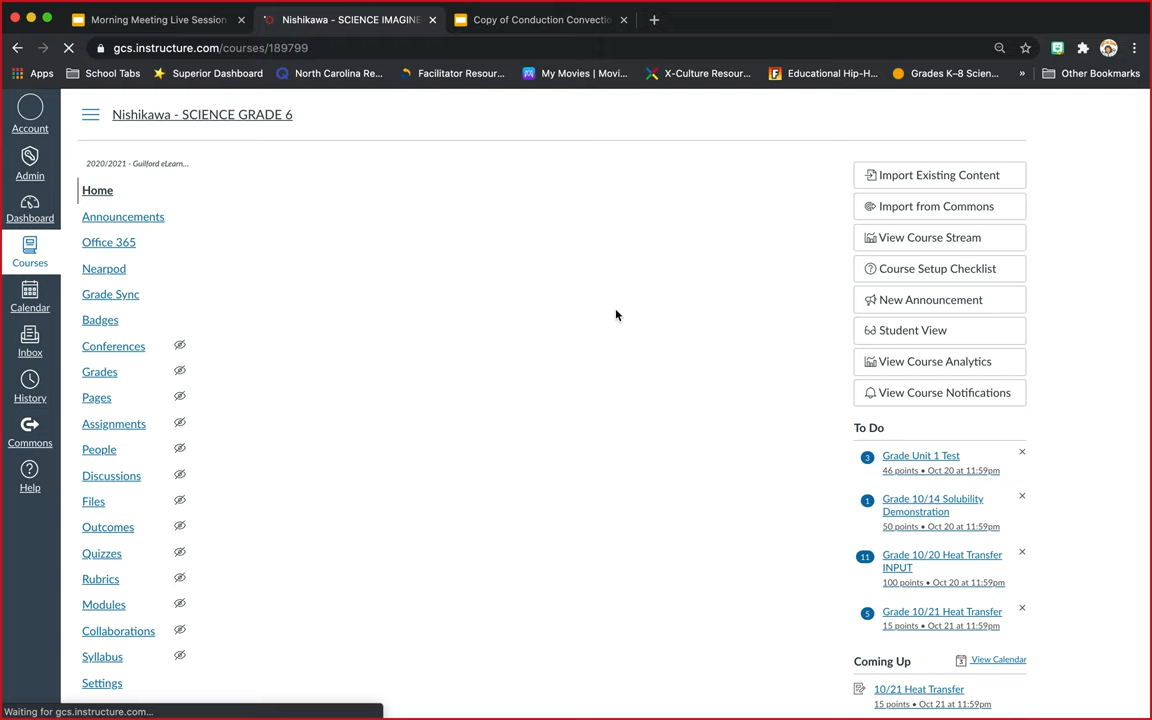 Morning Meeting Live Session
Nishikawa - SCIENCE IMAGINE
Copy of Conduction Convectio
gcs.instructure.com/courses/189799
Apps
School Tabs
Superior Dashboard
North Carolina Re...
Facilitator Resour...
My Movies | Movi...
X-Culture Resour...
Educational Hip-H...
Grades K–8 Scien...
»
Other Bookmarks
Account
Admin
Dashboard
Courses
Calendar
Inbox
History
Commons
Help
Nishikawa - SCIENCE GRADE 6
2020/2021 - Guilford eLearn...
Home
Announcements
Office 365
Nearpod
Grade Sync
Badges
Conferences
Grades
Pages
Assignments
People
Discussions
Files
Outcomes
Quizzes
Rubrics
Modules
Collaborations
Syllabus
Settings
Import Existing Content
Import from Commons
View Course Stream
Course Setup Checklist
New Announcement
Student View
View Course Analytics
View Course Notifications
To Do
3 Grade Unit 1 Test
46 points • Oct 20 at 11:59pm
1 Grade 10/14 Solubility
Demonstration
50 points • Oct 20 at 11:59pm
11 Grade 10/20 Heat Transfer
INPUT
100 points • Oct 20 at 11:59pm
5 Grade 10/21 Heat Transfer
15 points • Oct 21 at 11:59pm
Coming Up
View Calendar
10/21 Heat Transfer
15 points • Oct 21 at 11:59pm
Waiting for gcs.instructure.com...